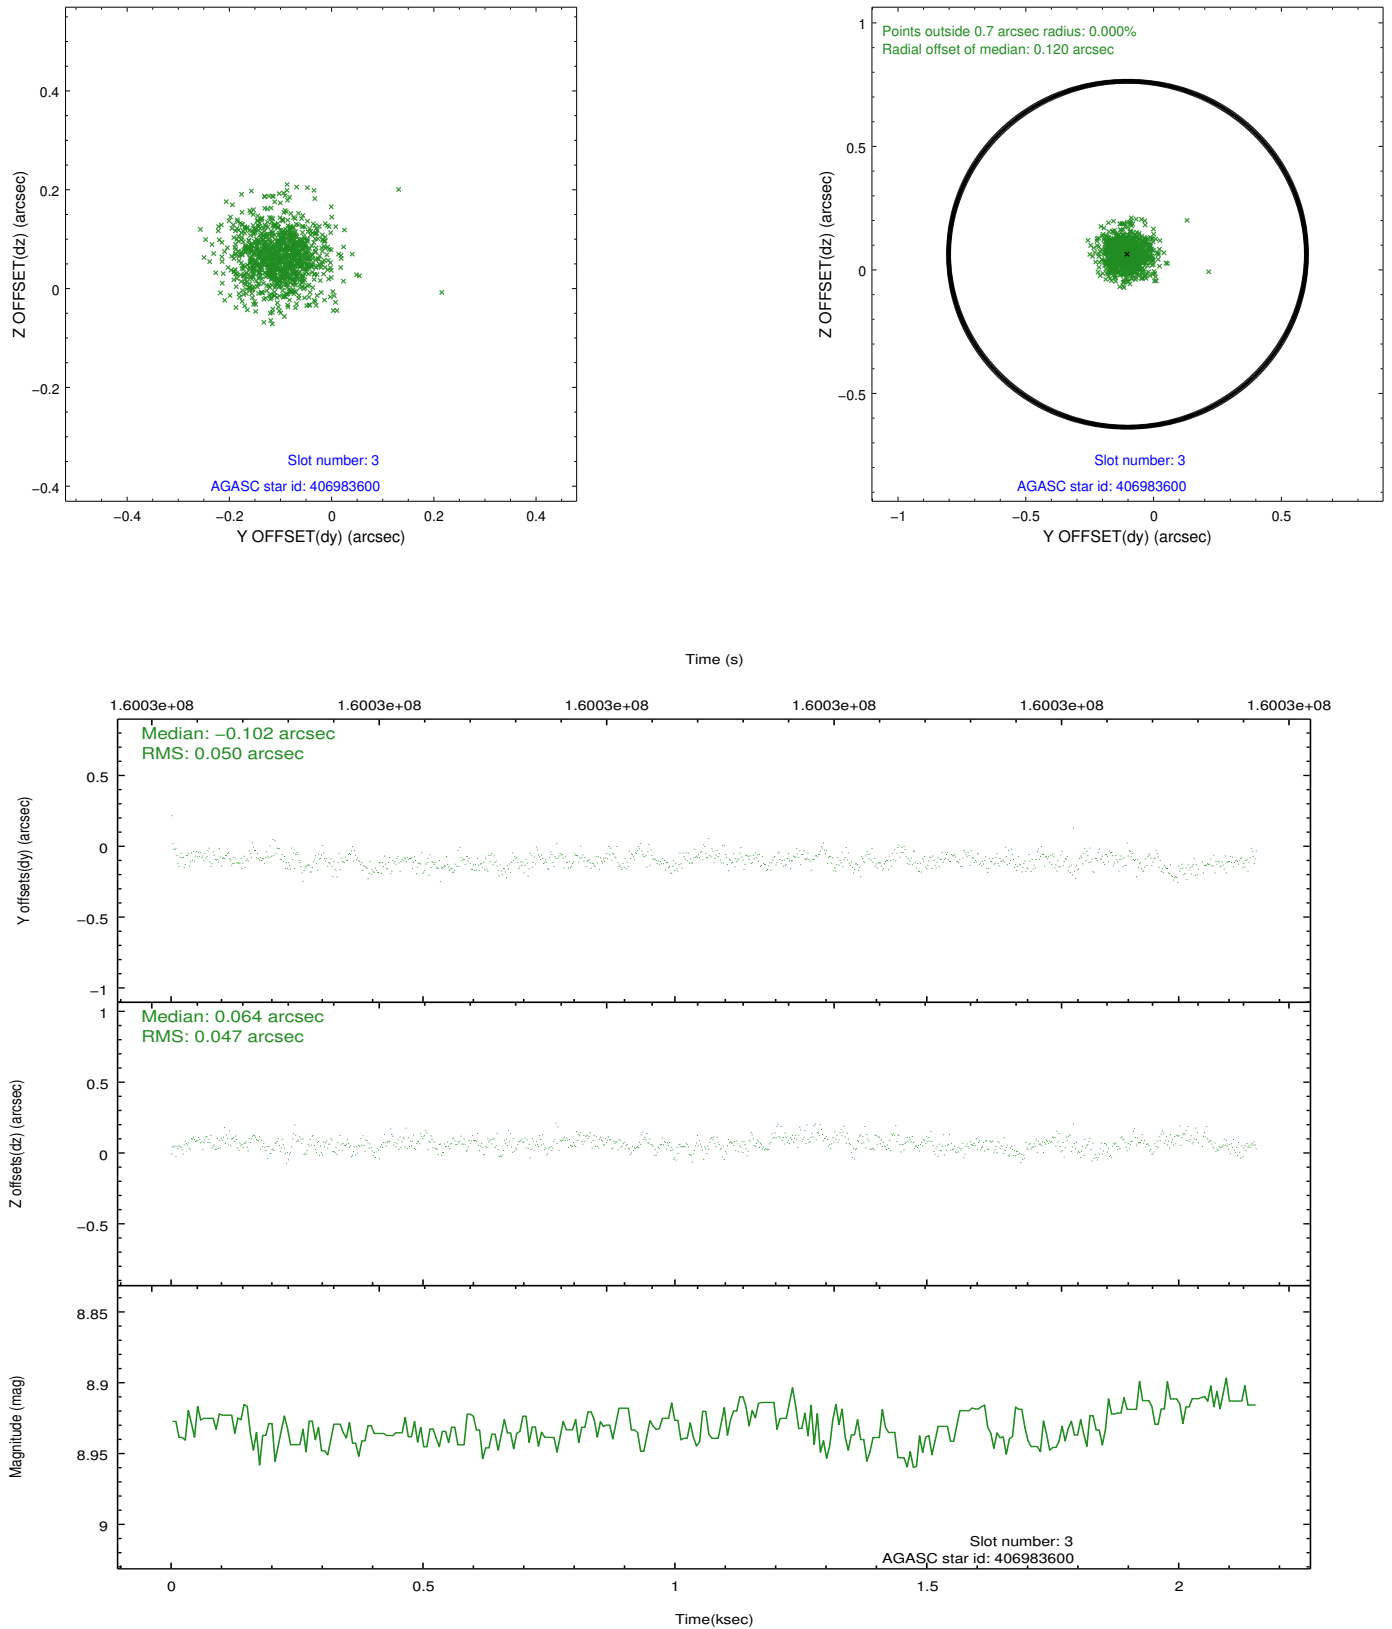 0.4
0.2
0
−0.2
−0.4
Z OFFSET(dz) (arcsec)
Slot number: 3
AGASC star id: 406983600
−0.4 −0.2 0 0.2 0.4
Y OFFSET(dy) (arcsec)
Points outside 0.7 arcsec radius: 0.000%
Radial offset of median: 0.120 arcsec
1
0.5
0
−0.5
Z OFFSET(dz) (arcsec)
Slot number: 3
AGASC star id: 406983600
−1 −0.5 0 0.5
Y OFFSET(dy) (arcsec)
Time (s)
1.6003e+08 1.6003e+08 1.6003e+08 1.6003e+08 1.6003e+08 1.6003e+08
Median: −0.102 arcsec
RMS: 0.050 arcsec
0.5
0
−0.5
−1
Y offsets(dy) (arcsec)
Median: 0.064 arcsec
RMS: 0.047 arcsec
1
0.5
0
−0.5
Z offsets(dz) (arcsec)
8.85
8.9
8.95
9
Magnitude (mag)
Slot number: 3
AGASC star id: 406983600
0 0.5 1 1.5 2
Time(ksec)